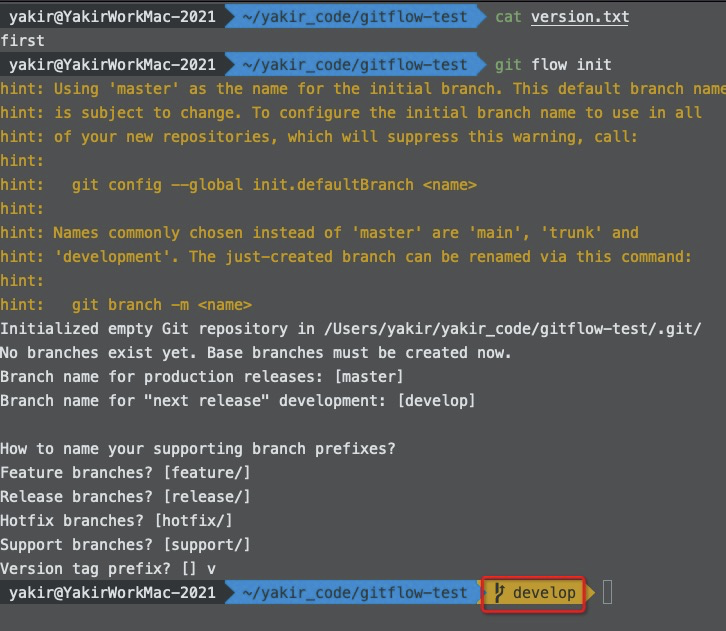 yakir@YakirWorkMac-2021 ~/yakir_code/gitflow-test cat version.txt
first
yakir@YakirWorkMac-2021 ~/yakir_code/gitflow-test git flow init
hint: Using 'master' as the name for the initial branch. This default branch name
hint: is subject to change. To configure the initial branch name to use in all
hint: of your new repositories, which will suppress this warning, call:
hint:
hint:   git config --global init.defaultBranch <name>
hint:
hint: Names commonly chosen instead of 'master' are 'main', 'trunk' and
hint: 'development'. The just-created branch can be renamed via this command:
hint:
hint:   git branch -m <name>
Initialized empty Git repository in /Users/yakir/yakir_code/gitflow-test/.git/
No branches exist yet. Base branches must be created now.
Branch name for production releases: [master]
Branch name for "next release" development: [develop]
How to name your supporting branch prefixes?
Feature branches? [feature/]
Release branches? [release/]
Hotfix branches? [hotfix/]
Support branches? [support/]
Version tag prefix? [] v
yakir@YakirWorkMac-2021 ~/yakir_code/gitflow-test develop